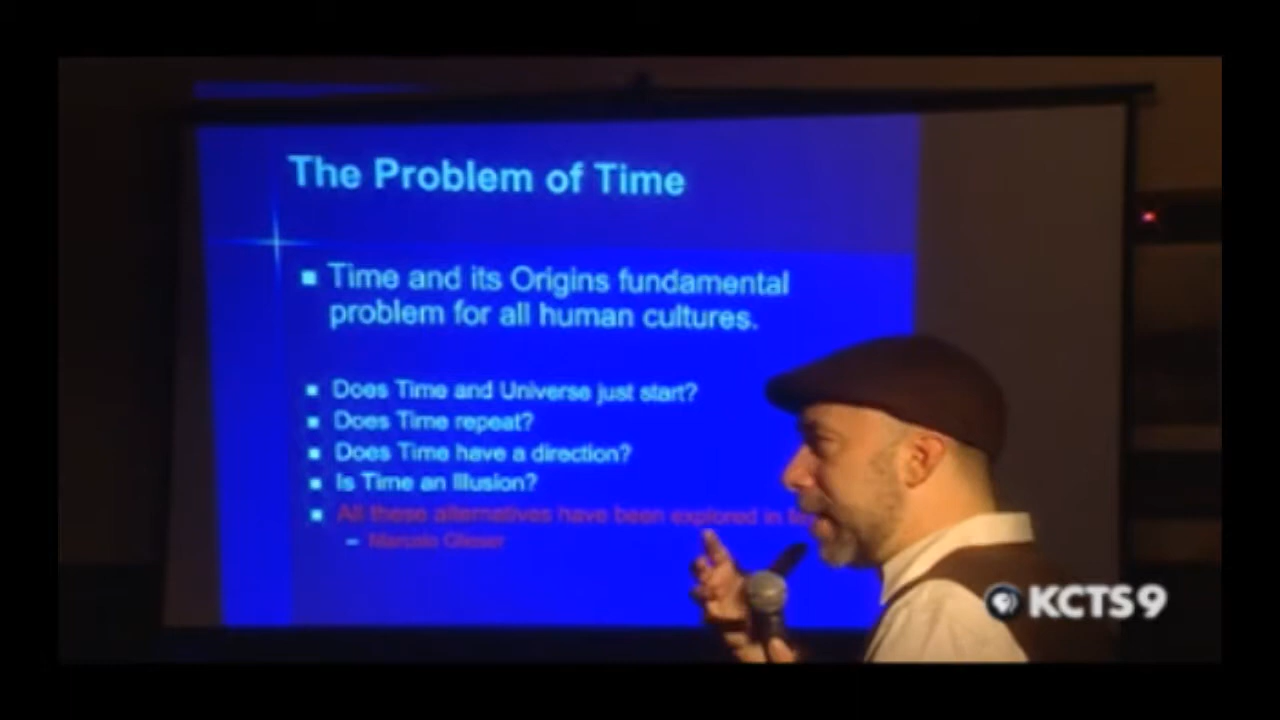 The Problem of Time
Time and its Origins fundamental
problem for all human cultures.
Does Time and Universe just start?
Does Time repeat?
Does Time have a direction?
Is Time an Illusion?
All these alternatives have been explored in
– Marcelo Glieser
KCTS9